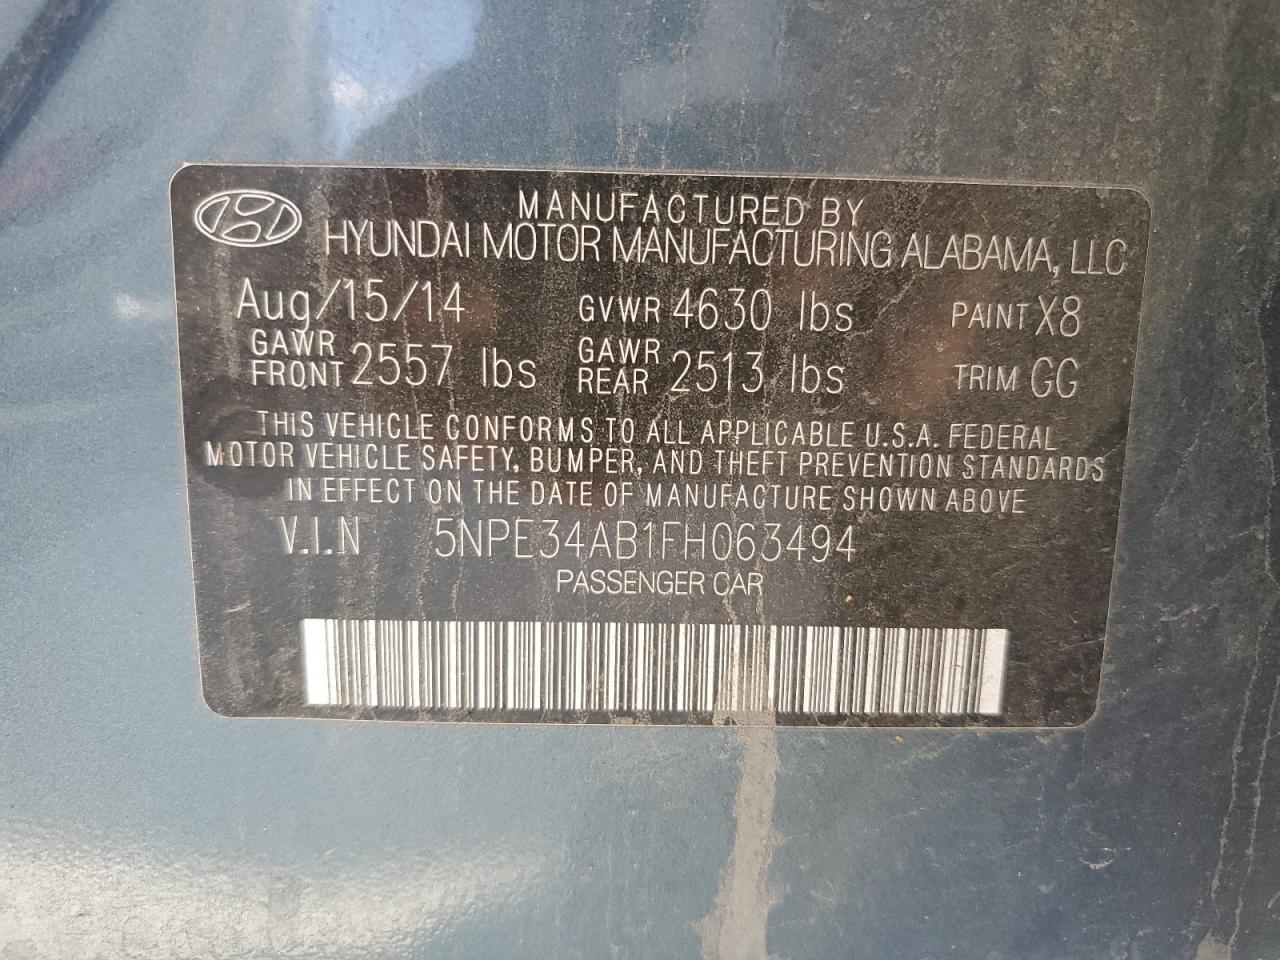 MANUFACTURED BY
HYUNDAI MOTOR MANUFACTURING ALABAMA, LLC
Aug/15/14 GVWR 4630 lbs PAINT X8
GAWR FRONT 2557 lbs GAWR REAR 2513 lbs TRIM GG
THIS VEHICLE CONFORMS TO ALL APPLICABLE U.S.A. FEDERAL
MOTOR VEHICLE SAFETY, BUMPER, AND THEFT PREVENTION STANDARDS
IN EFFECT ON THE DATE OF MANUFACTURE SHOWN ABOVE
V.I.N 5NPE34AB1FH063494
PASSENGER CAR